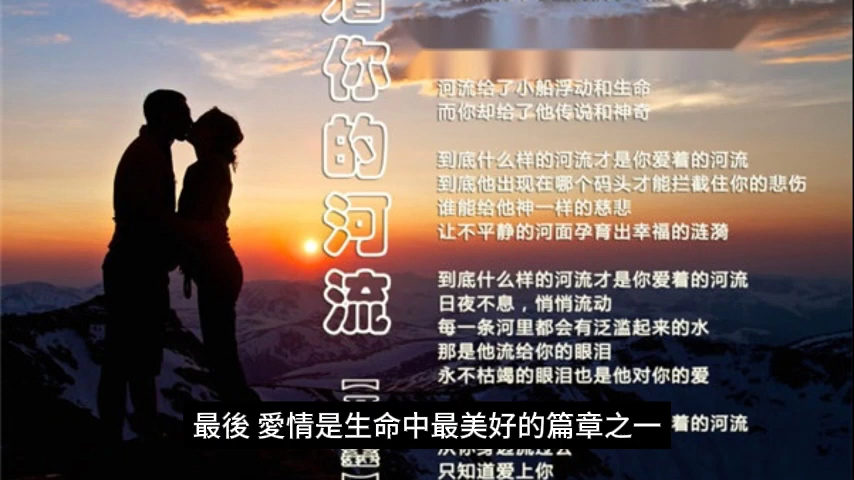 着你的河流
河流给了小船浮动和生命
而你却给了他传说和神奇
到底什么样的河流才是你爱着的河流
到底他出现在哪个码头才能拦截住你的悲伤
谁能给他神一样的慈悲
让不平静的河面孕育出幸福的涟漪
到底什么样的河流才是你爱着的河流
日夜不息，悄悄流动
每一条河里都会有泛滥起来的水
那是他流给你的眼泪
永不枯竭的眼泪也是他对你的爱
着的河流
只知道爱上你
最後 愛情是生命中最美好的篇章之一